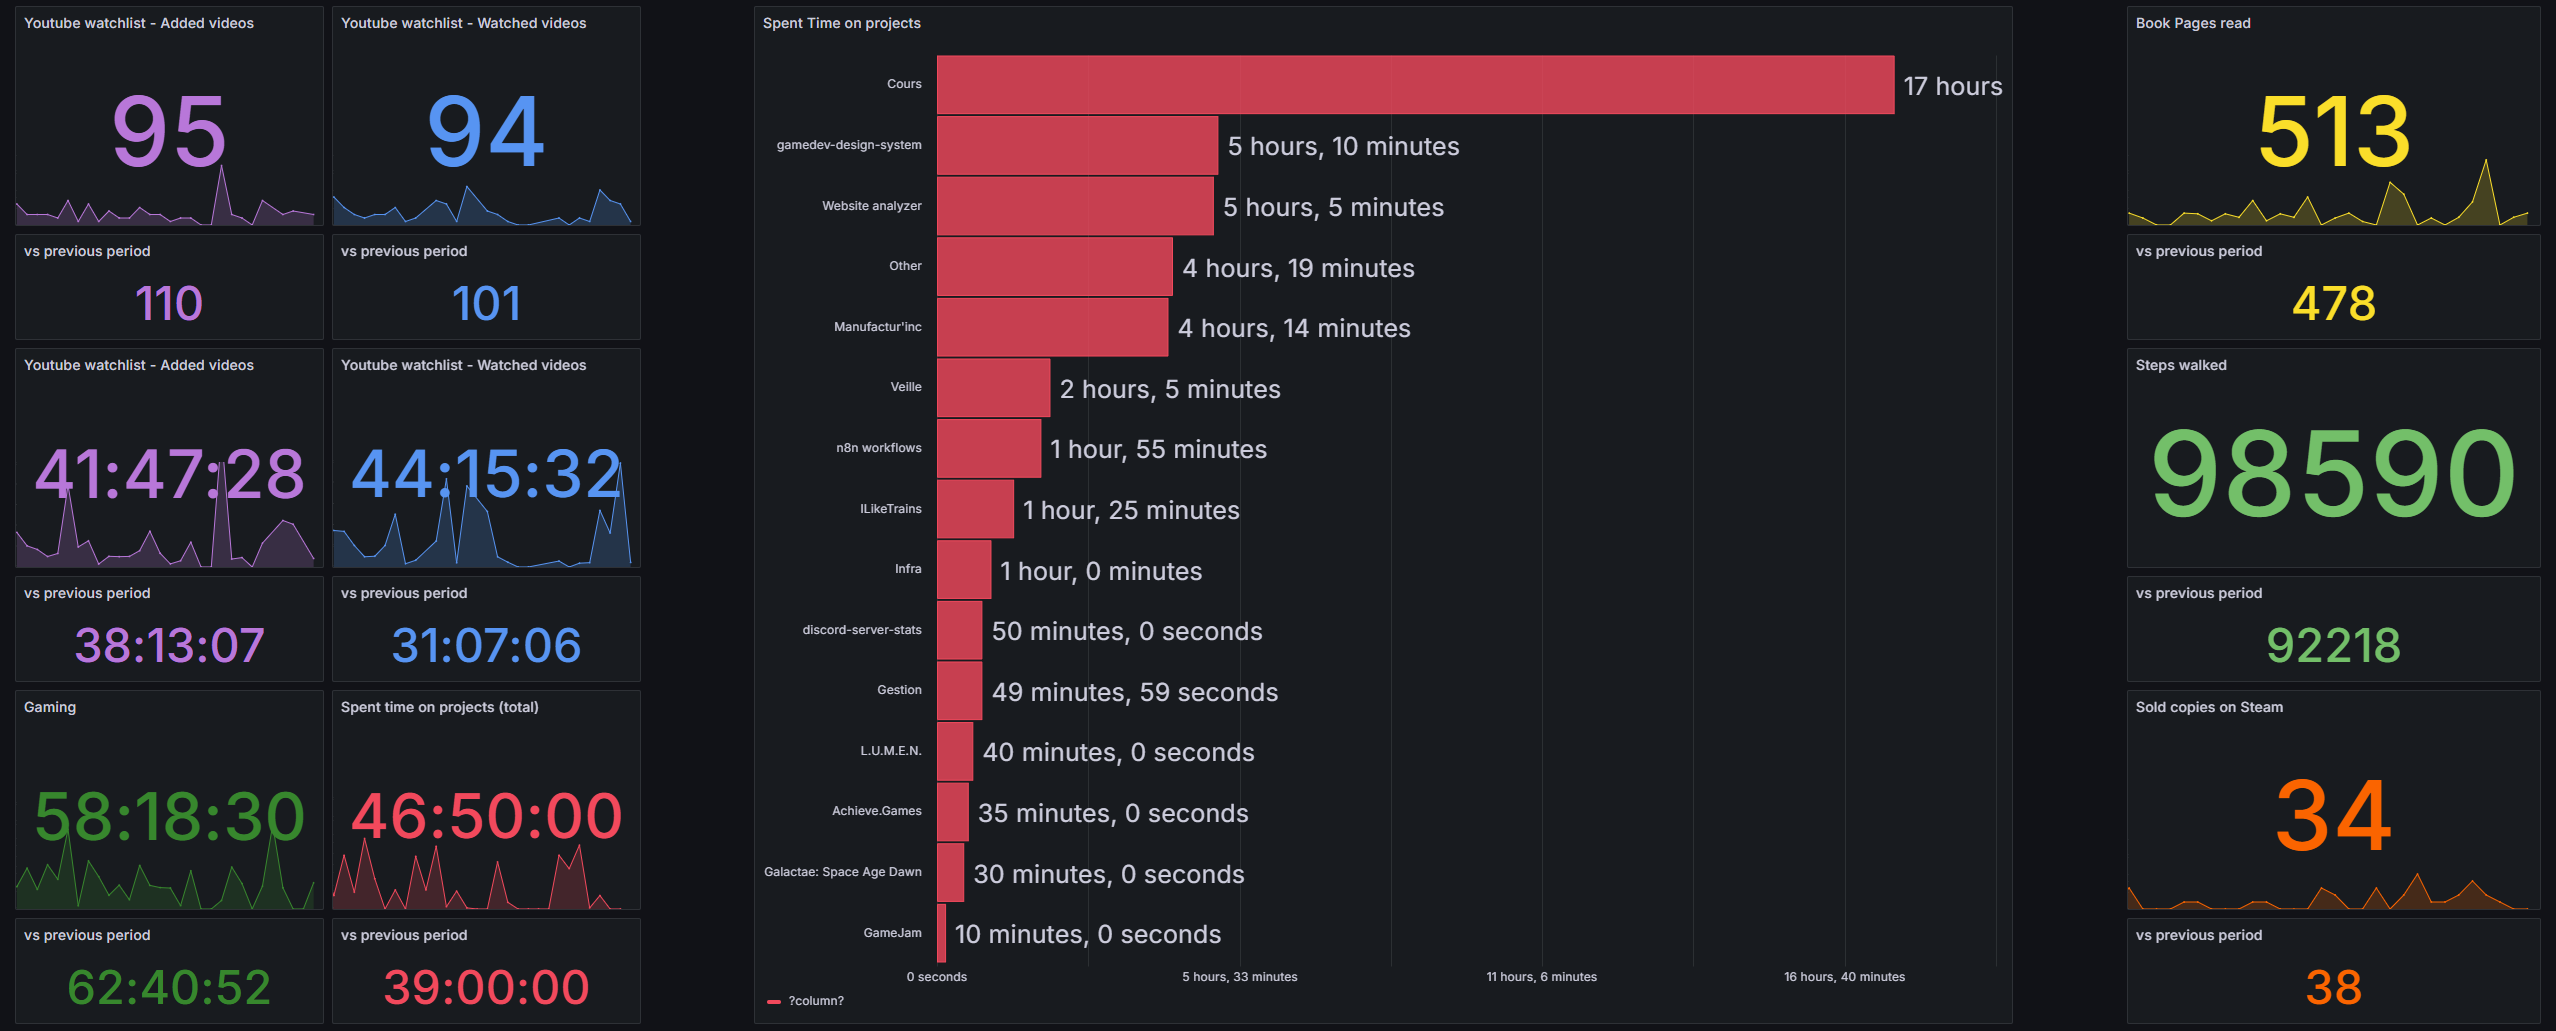 Youtube watchlist - Added videos
95
vs previous period
110
Youtube watchlist - Watched videos
94
vs previous period
101
Youtube watchlist - Added videos
41:47:28
vs previous period
38:13:07
Youtube watchlist - Watched videos
44:15:32
vs previous period
31:07:06
Gaming
58:18:30
vs previous period
62:40:52
Spent time on projects (total)
46:50:00
vs previous period
39:00:00
Spent Time on projects
Cours 17 hours
gamedev-design-system 5 hours, 10 minutes
Website analyzer 5 hours, 5 minutes
Other 4 hours, 19 minutes
Manufactur'inc 4 hours, 14 minutes
Veille 2 hours, 5 minutes
n8n workflows 1 hour, 55 minutes
ILikeTrains 1 hour, 25 minutes
Infra 1 hour, 0 minutes
discord-server-stats 50 minutes, 0 seconds
Gestion 49 minutes, 59 seconds
L.U.M.E.N. 40 minutes, 0 seconds
Achieve.Games 35 minutes, 0 seconds
Galactae: Space Age Dawn 30 minutes, 0 seconds
GameJam 10 minutes, 0 seconds
0 seconds 5 hours, 33 minutes 11 hours, 6 minutes 16 hours, 40 minutes
?column?
Book Pages read
513
vs previous period
478
Steps walked
98590
vs previous period
92218
Sold copies on Steam
34
vs previous period
38